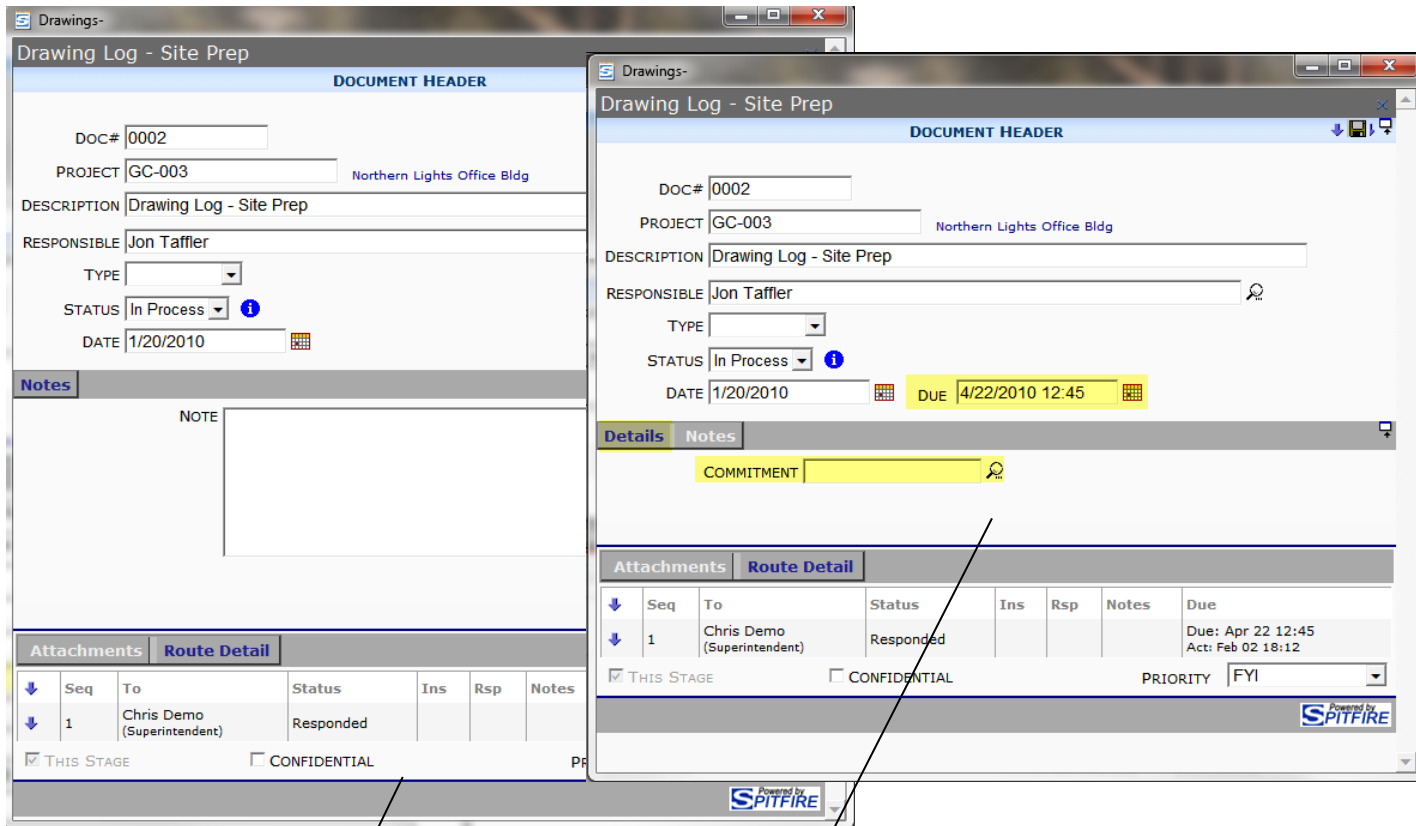 Drawings-
Drawing Log - Site Prep
DOCUMENT HEADER
DOC# 0002
PROJECT GC-003 Northern Lights Office Bldg
DESCRIPTION Drawing Log - Site Prep
RESPONSIBLE Jon Taffler
TYPE
STATUS In Process
DATE 1/20/2010
Notes
NOTE
Attachments Route Detail
Seq To Status Ins Rsp Notes
1 Chris Demo Responded
(Superintendent)
THIS STAGE CONFIDENTIAL
Powered by
SPITFIRE
Drawings-
Drawing Log - Site Prep
DOCUMENT HEADER
DOC# 0002
PROJECT GC-003 Northern Lights Office Bldg
DESCRIPTION Drawing Log - Site Prep
RESPONSIBLE Jon Taffler
TYPE
STATUS In Process
DATE 1/20/2010 DUE 4/22/2010 12:45
Details Notes
COMMITMENT
Attachments Route Detail
Seq To Status Ins Rsp Notes Due
1 Chris Demo Responded Due: Apr 22 12:45
(Superintendent) Act: Feb 02 18:12
THIS STAGE CONFIDENTIAL PRIORITY FYI
Powered by
SPITFIRE